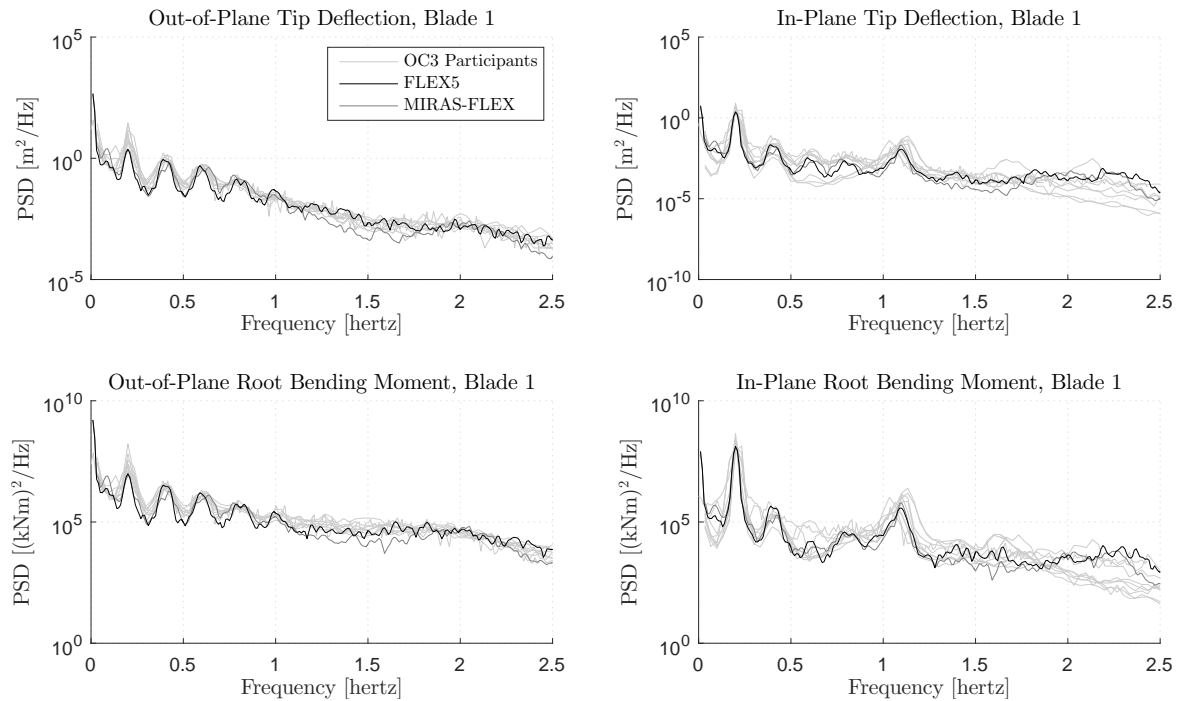 Out-of-Plane Tip Deflection, Blade 1
10^5
10^0
10^-5
PSD [m^2/Hz]
OC3 Participants
FLEX5
MIRAS-FLEX
0 0.5 1 1.5 2 2.5
Frequency [hertz]
In-Plane Tip Deflection, Blade 1
10^5
10^0
10^-5
10^-10
PSD [m^2/Hz]
0 0.5 1 1.5 2 2.5
Frequency [hertz]
Out-of-Plane Root Bending Moment, Blade 1
10^10
10^5
10^0
PSD [(kNm)^2/Hz]
0 0.5 1 1.5 2 2.5
Frequency [hertz]
In-Plane Root Bending Moment, Blade 1
10^10
10^5
10^0
PSD [(kNm)^2/Hz]
0 0.5 1 1.5 2 2.5
Frequency [hertz]